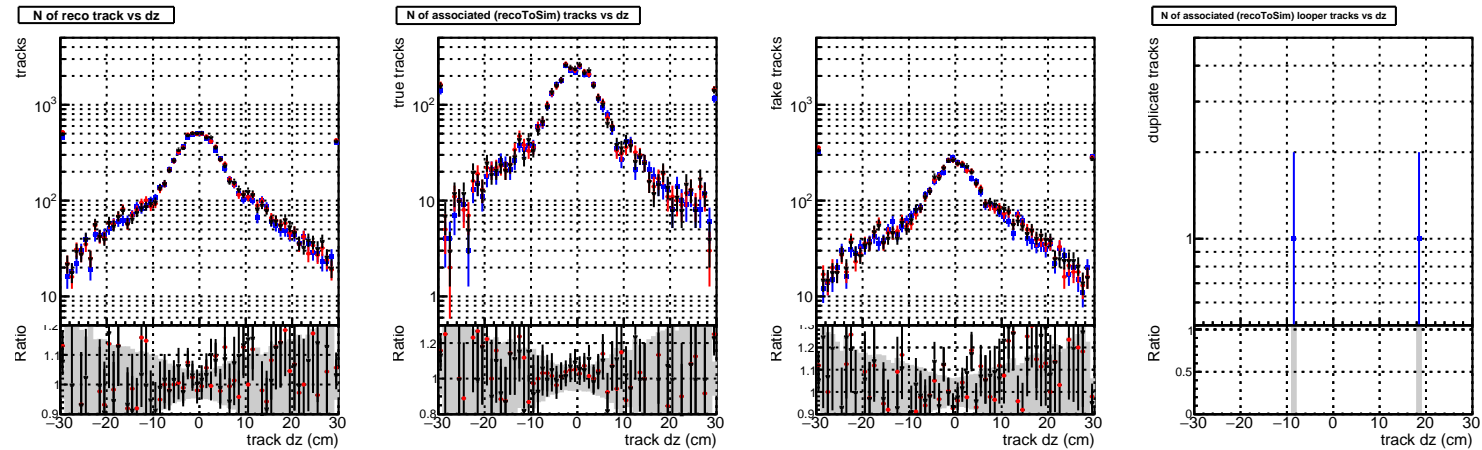 N of reco track vs dz
tracks
10³
10²
10
Ratio
1.2
1.1
1
0.9
−30 −20 −10 0 10 20 30
track dz (cm)
N of associated (recoToSim) tracks vs dz
true tracks
10²
10
1
Ratio
1.2
1
0.8
−30 −20 −10 0 10 20 30
track dz (cm)
fake tracks
10³
10²
10
Ratio
1.3
1.2
1.1
1
0.9
−30 −20 −10 0 10 20 30
track dz (cm)
N of associated (recoToSim) looper tracks vs dz
duplicate tracks
1
Ratio
1
0.5
0
−30 −20 −10 0 10 20 30
track dz (cm)